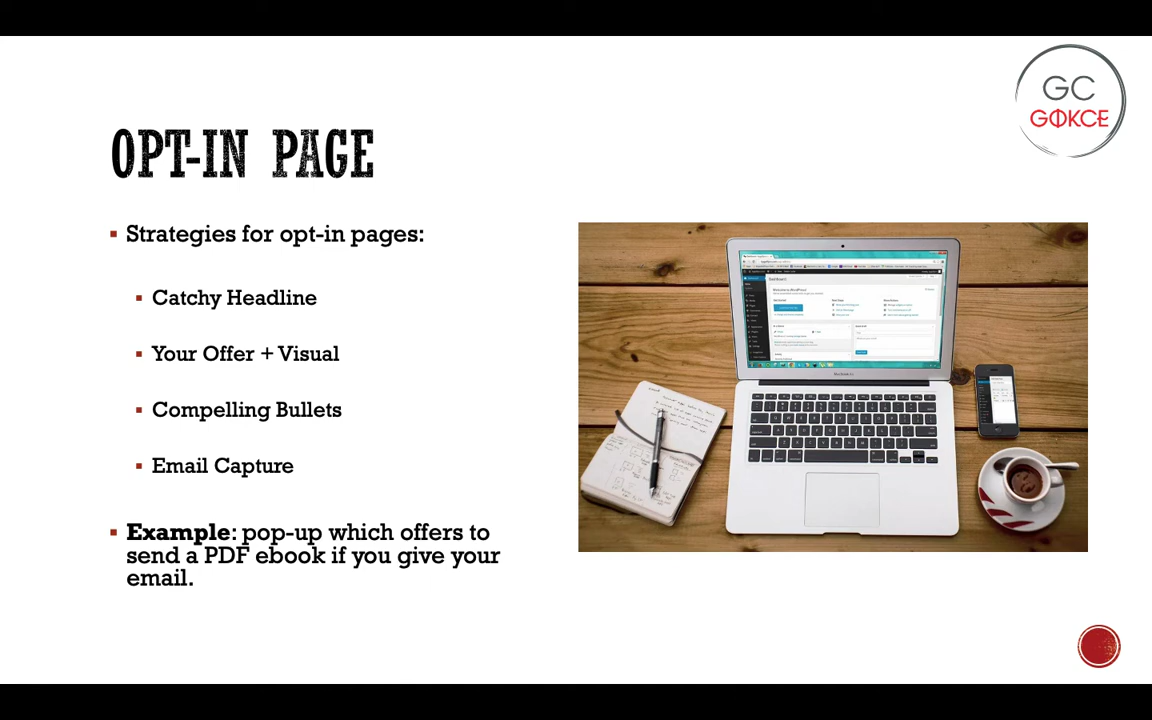 GC
GOKCE
OPT-IN PAGE
Strategies for opt-in pages:
Catchy Headline
Your Offer + Visual
Compelling Bullets
Email Capture
Example: pop-up which offers to
send a PDF ebook if you give your
email.